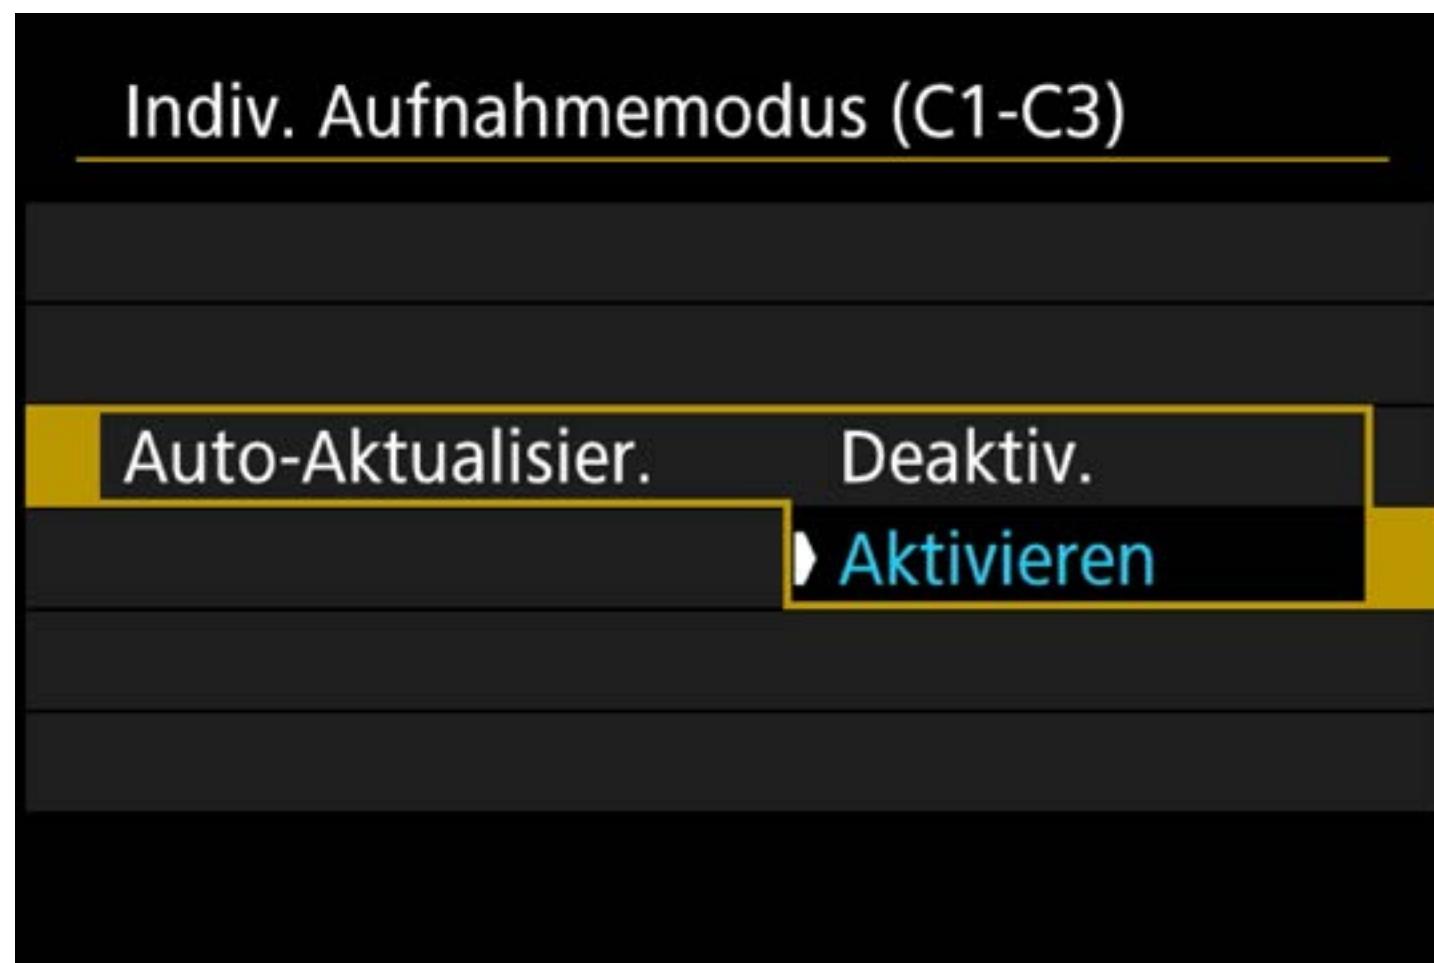 Indiv. Aufnahmemodus (C1-C3)
Auto-Aktualisier. Deaktiv.
Aktivieren